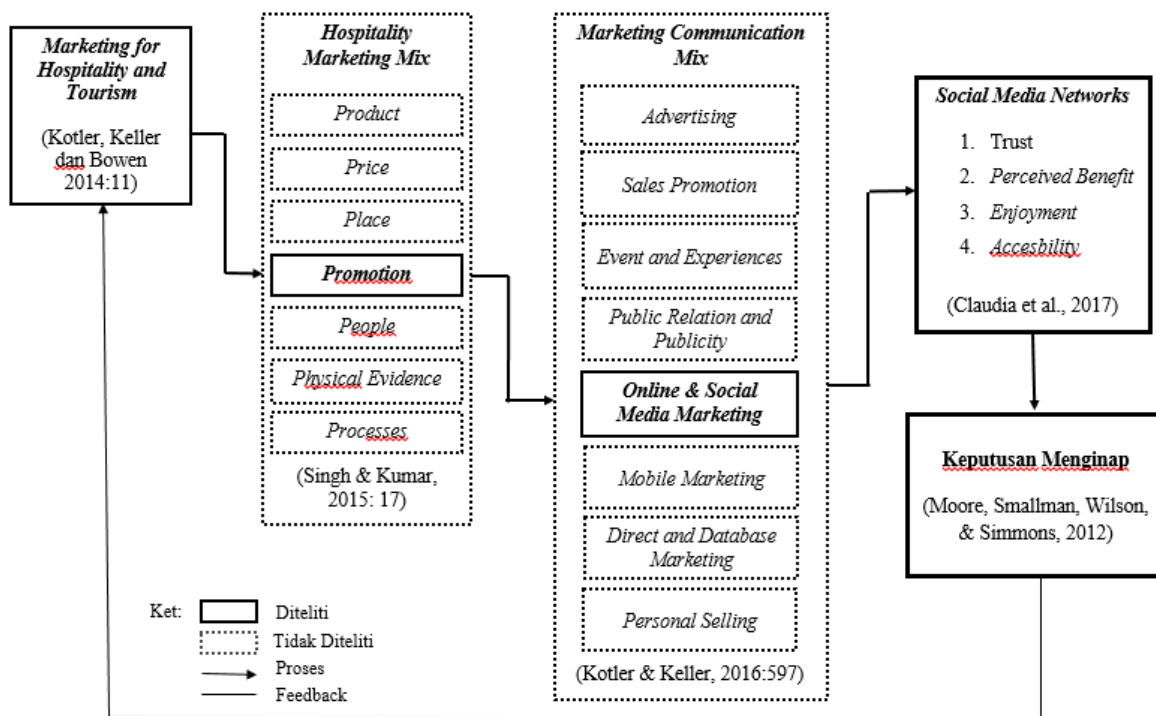 Marketing for
Hospitality and
Tourism
(Kotler, Keller
dan Bowen
2014:11)
Hospitality
Marketing Mix
Product
Price
Place
Promotion
People
Physical Evidence
Processes
(Singh & Kumar,
2015: 17)
Marketing Communication
Mix
Advertising
Sales Promotion
Event and Experiences
Public Relation and
Publicity
Online & Social
Media Marketing
Mobile Marketing
Direct and Database
Marketing
Personal Selling
(Kotler & Keller, 2016:597)
Social Media Networks
1. Trust
2. Perceived Benefit
3. Enjoyment
4. Accesbility
(Claudia et al., 2017)
Keputusan Menginap
(Moore, Smallman, Wilson,
& Simmons, 2012)
Ket: Diteliti
Tidak Diteliti
Proses
Feedback